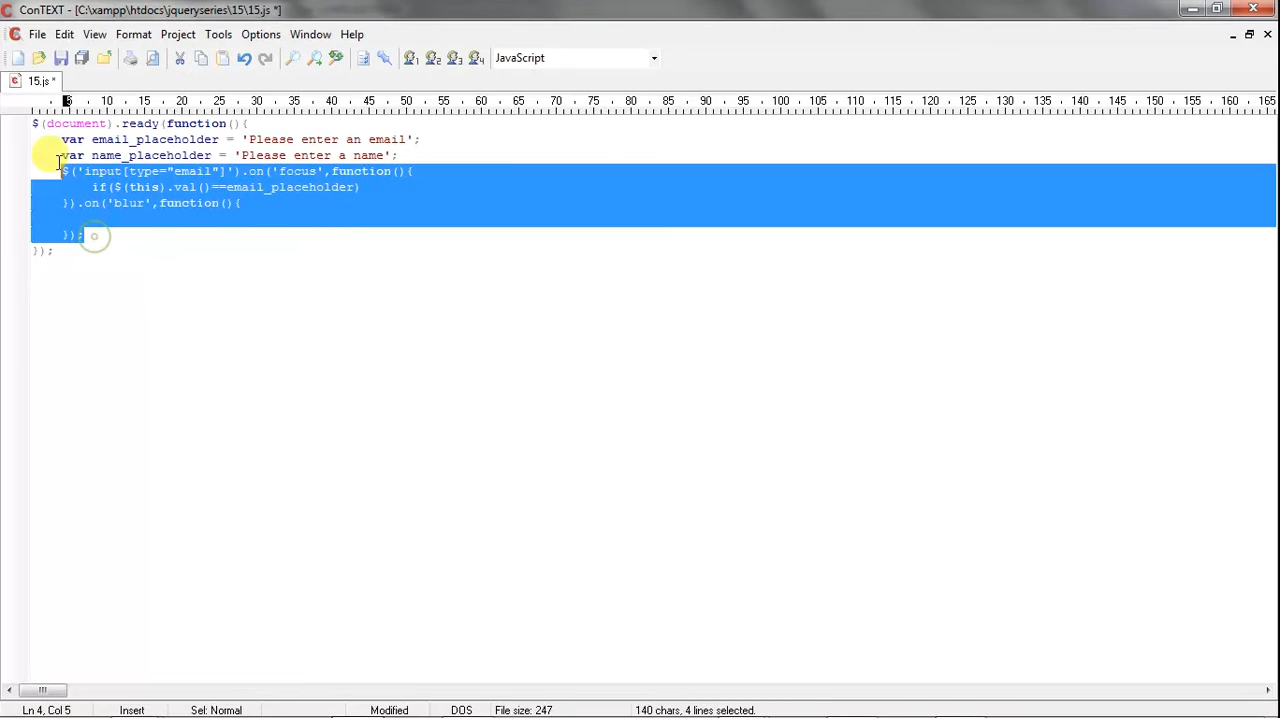 ConTEXT - [C:\xampp\htdocs\jqueryseries\15\15.js *]
File Edit View Format Project Tools Options Window Help
JavaScript
15.js *
5 10 15 20 25 30 35 40 45 50 55 60 65 70 75 80 85 90 95 100 105 110 115 120 125 130 135 140 145 150 155 160 165
$(document).ready(function(){
var email_placeholder = 'Please enter an email';
var name_placeholder = 'Please enter a name';
$('input[type="email"]').on('focus',function(){
if($(this).val()==email_placeholder)
}).on('blur',function(){
});
});
Ln 4, Col 5 Insert Sel: Normal Modified DOS File size: 247 140 chars, 4 lines selected.